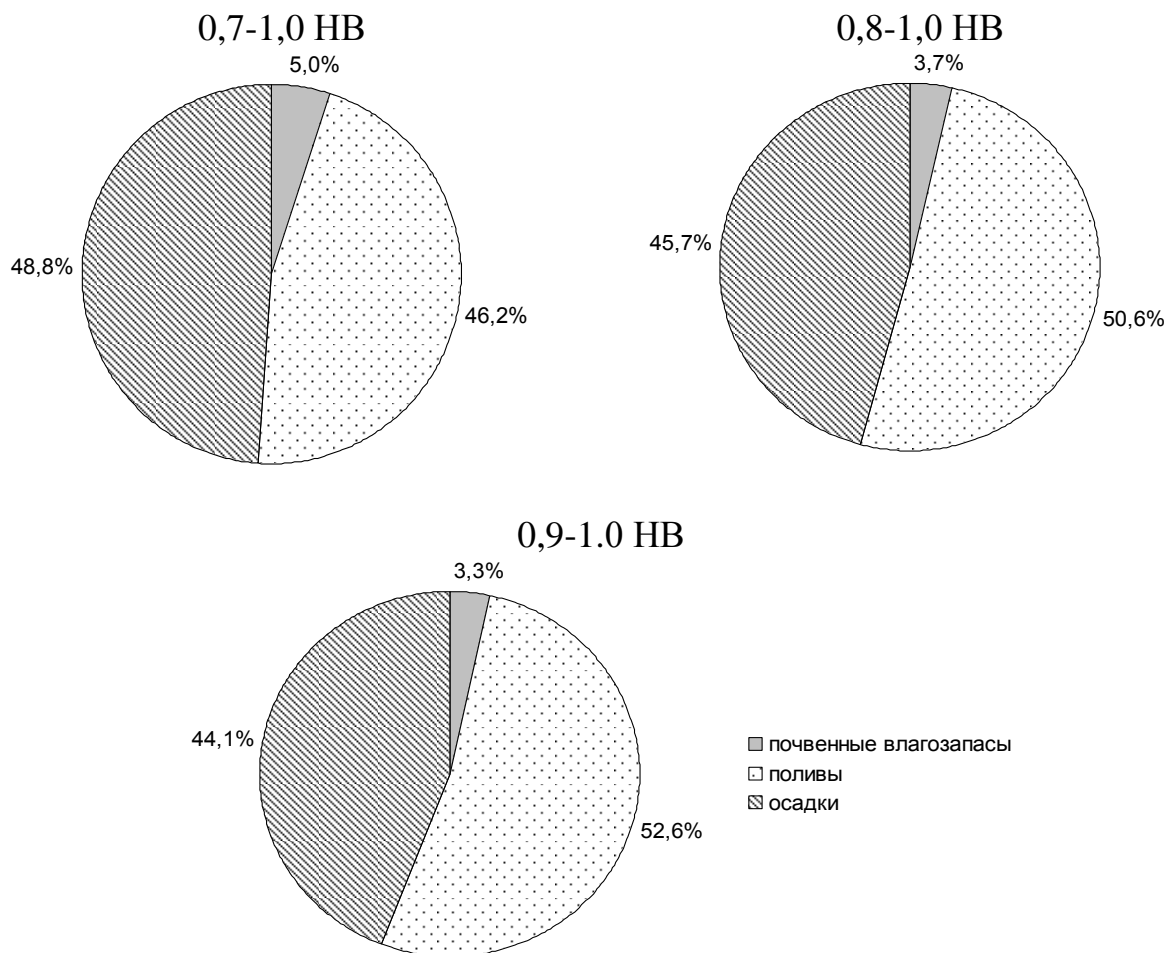 0,7-1,0 НВ
5,0%
48,8%
46,2%
0,8-1,0 НВ
3,7%
45,7%
50,6%
0,9-1.0 НВ
3,3%
44,1%
52,6%
почвенные влагозапасы
поливы
осадки